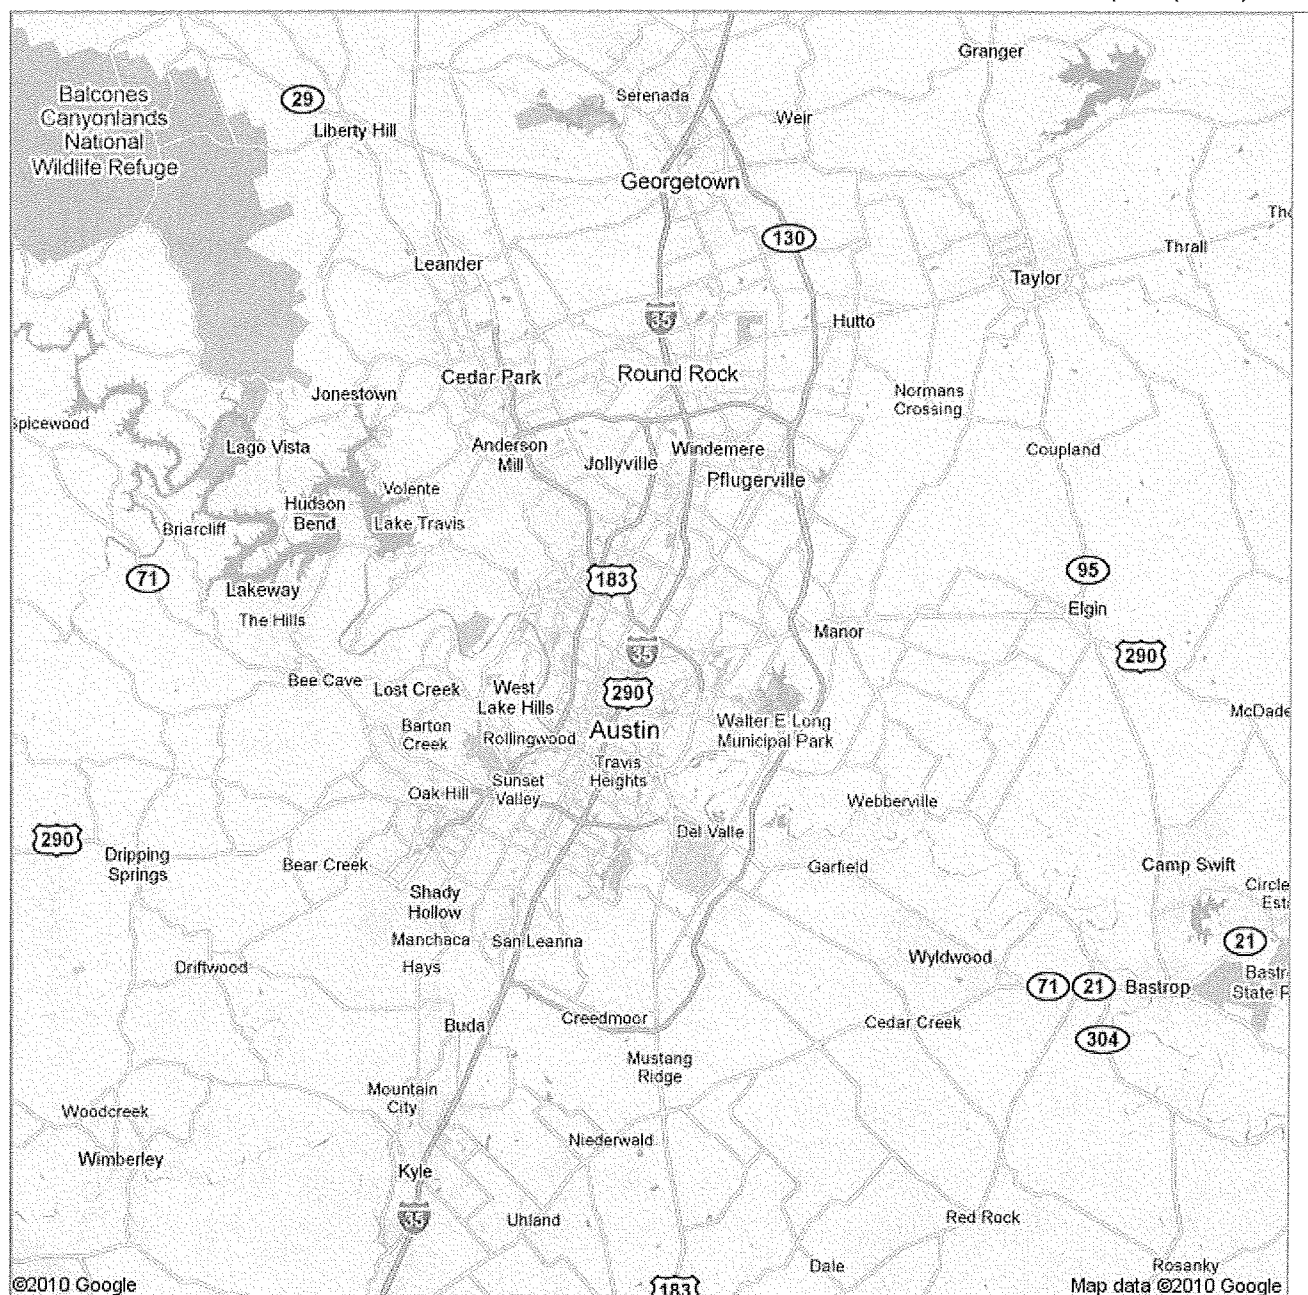 Granger
Balcones
Canyonlands
National
Wildlife Refuge
29
Serenada
Liberty Hill
Weir
Georgetown
130
Thrall
Leander
Taylor
35
Hutto
Round Rock
Cedar Park
Jonestown
Normans
Crossing
Spicewood
Lago Vista
Anderson
Mill
Jollyville
Windemere
Coupland
Pflugerville
Volente
Hudson
Bend
Lake Travis
Briarcliff
71
183
95
Lakeway
The Hills
Elgin
Manor
35
290
Bee Cave
Lost Creek
West
Lake Hills
290
McDade
Barton
Creek
Rollingwood
Austin
Walter E Long
Municipal Park
Travis
Heights
Oak Hill
Sunset
Valley
Webberville
290
Dripping
Springs
Bear Creek
Del Valle
Garfield
Camp Swift
Circle
Shady
Hollow
Manchaca
San Leanna
21
Driftwood
Hays
Wyldwood
71
21
Bastrop
State P
Buda
Creedmoor
Cedar Creek
304
Mustang
Ridge
Mountain
City
Woodcreek
Wimberley
Niederwald
Kyle
35
Uhland
Red Rock
Dale
Rosanky
183
©2010 Google
Map data ©2010 Google